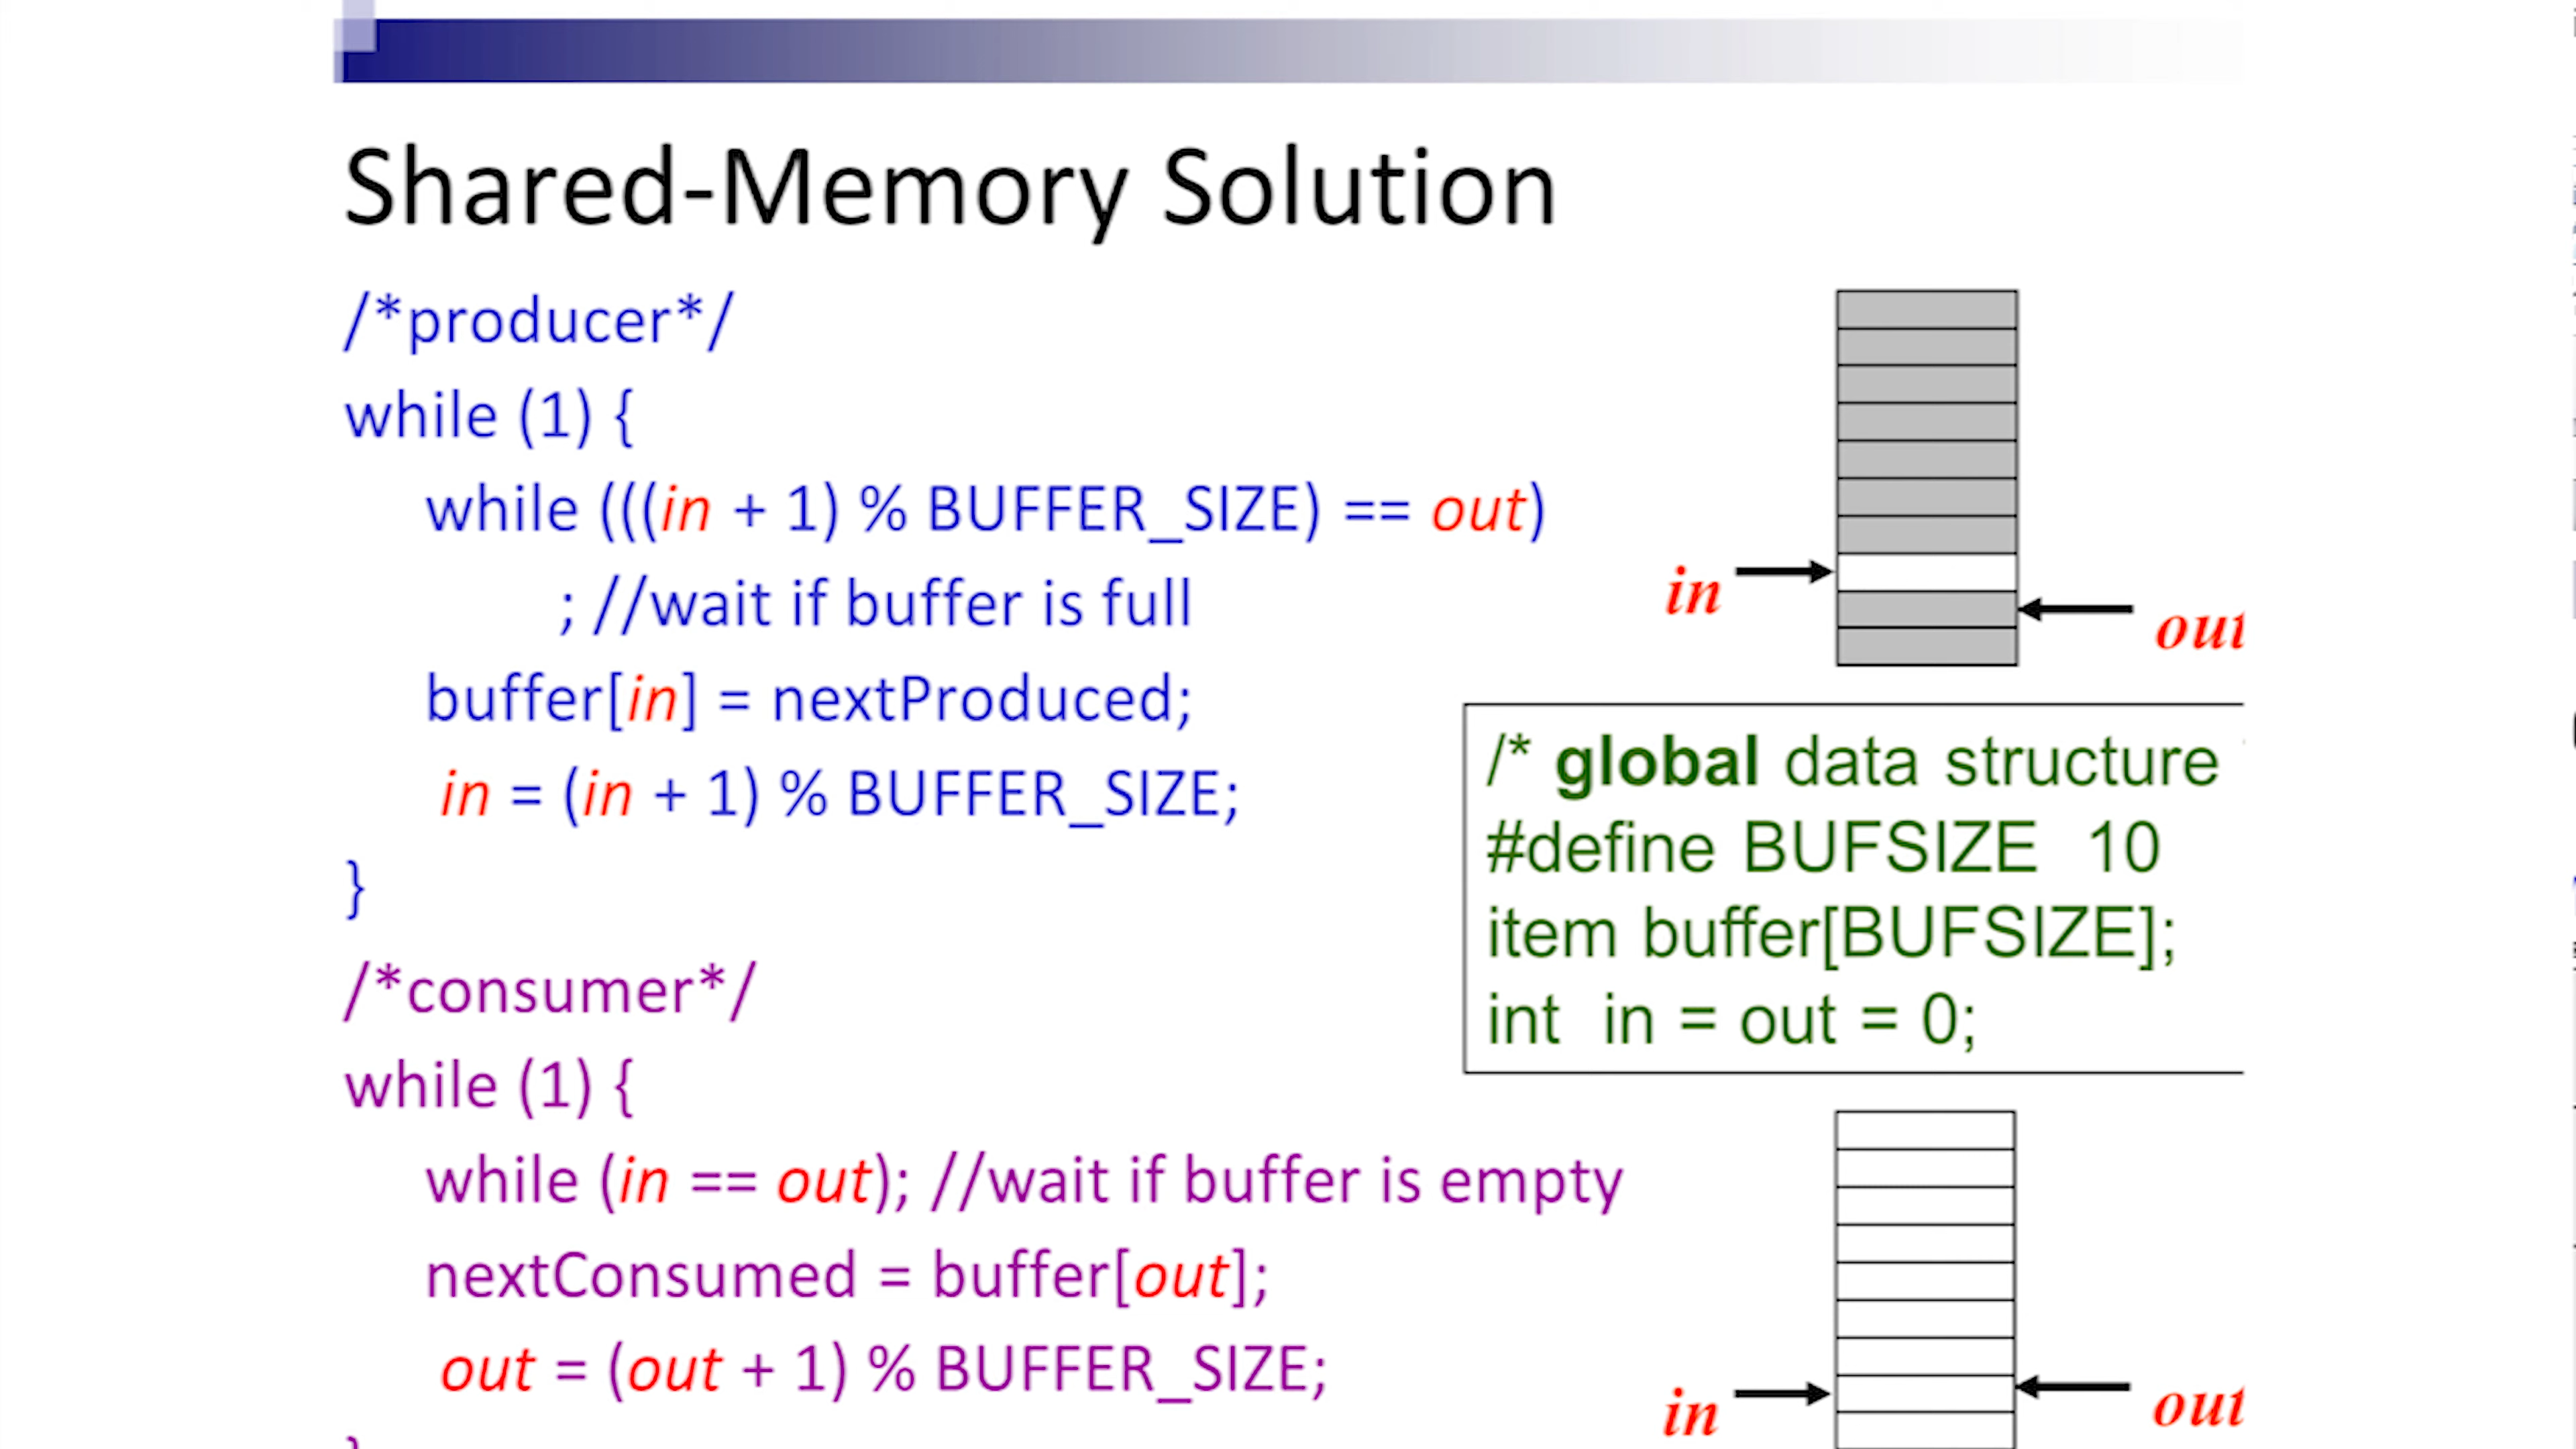 Shared-Memory Solution
/*producer*/
while (1) {
while (((in + 1) % BUFFER_SIZE) == out)
; //wait if buffer is full
buffer[in] = nextProduced;
in = (in + 1) % BUFFER_SIZE;
}
/*consumer*/
while (1) {
while (in == out); //wait if buffer is empty
nextConsumed = buffer[out];
out = (out + 1) % BUFFER_SIZE;
in
out
/* global data structure
#define BUFSIZE 10
item buffer[BUFSIZE];
int in = out = 0;
in
out